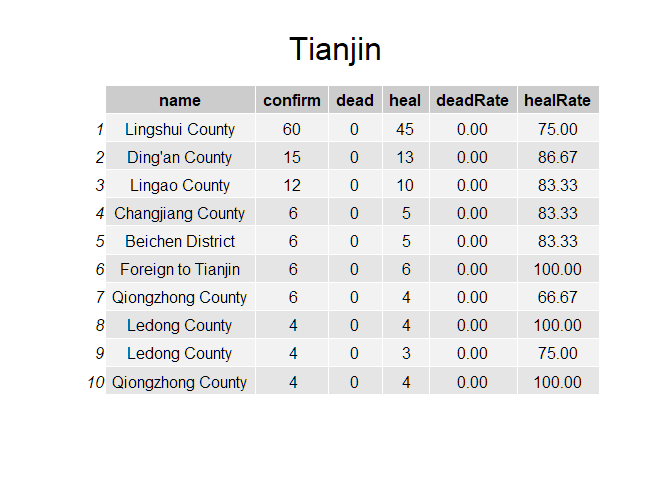 Tianjin
name confirm dead heal deadRate healRate
1 Lingshui County 60 0 45 0.00 75.00
2 Ding'an County 15 0 13 0.00 86.67
3 Lingao County 12 0 10 0.00 83.33
4 Changjiang County 6 0 5 0.00 83.33
5 Beichen District 6 0 5 0.00 83.33
6 Foreign to Tianjin 6 0 6 0.00 100.00
7 Qiongzhong County 6 0 4 0.00 66.67
8 Ledong County 4 0 4 0.00 100.00
9 Ledong County 4 0 3 0.00 75.00
10 Qiongzhong County 4 0 4 0.00 100.00